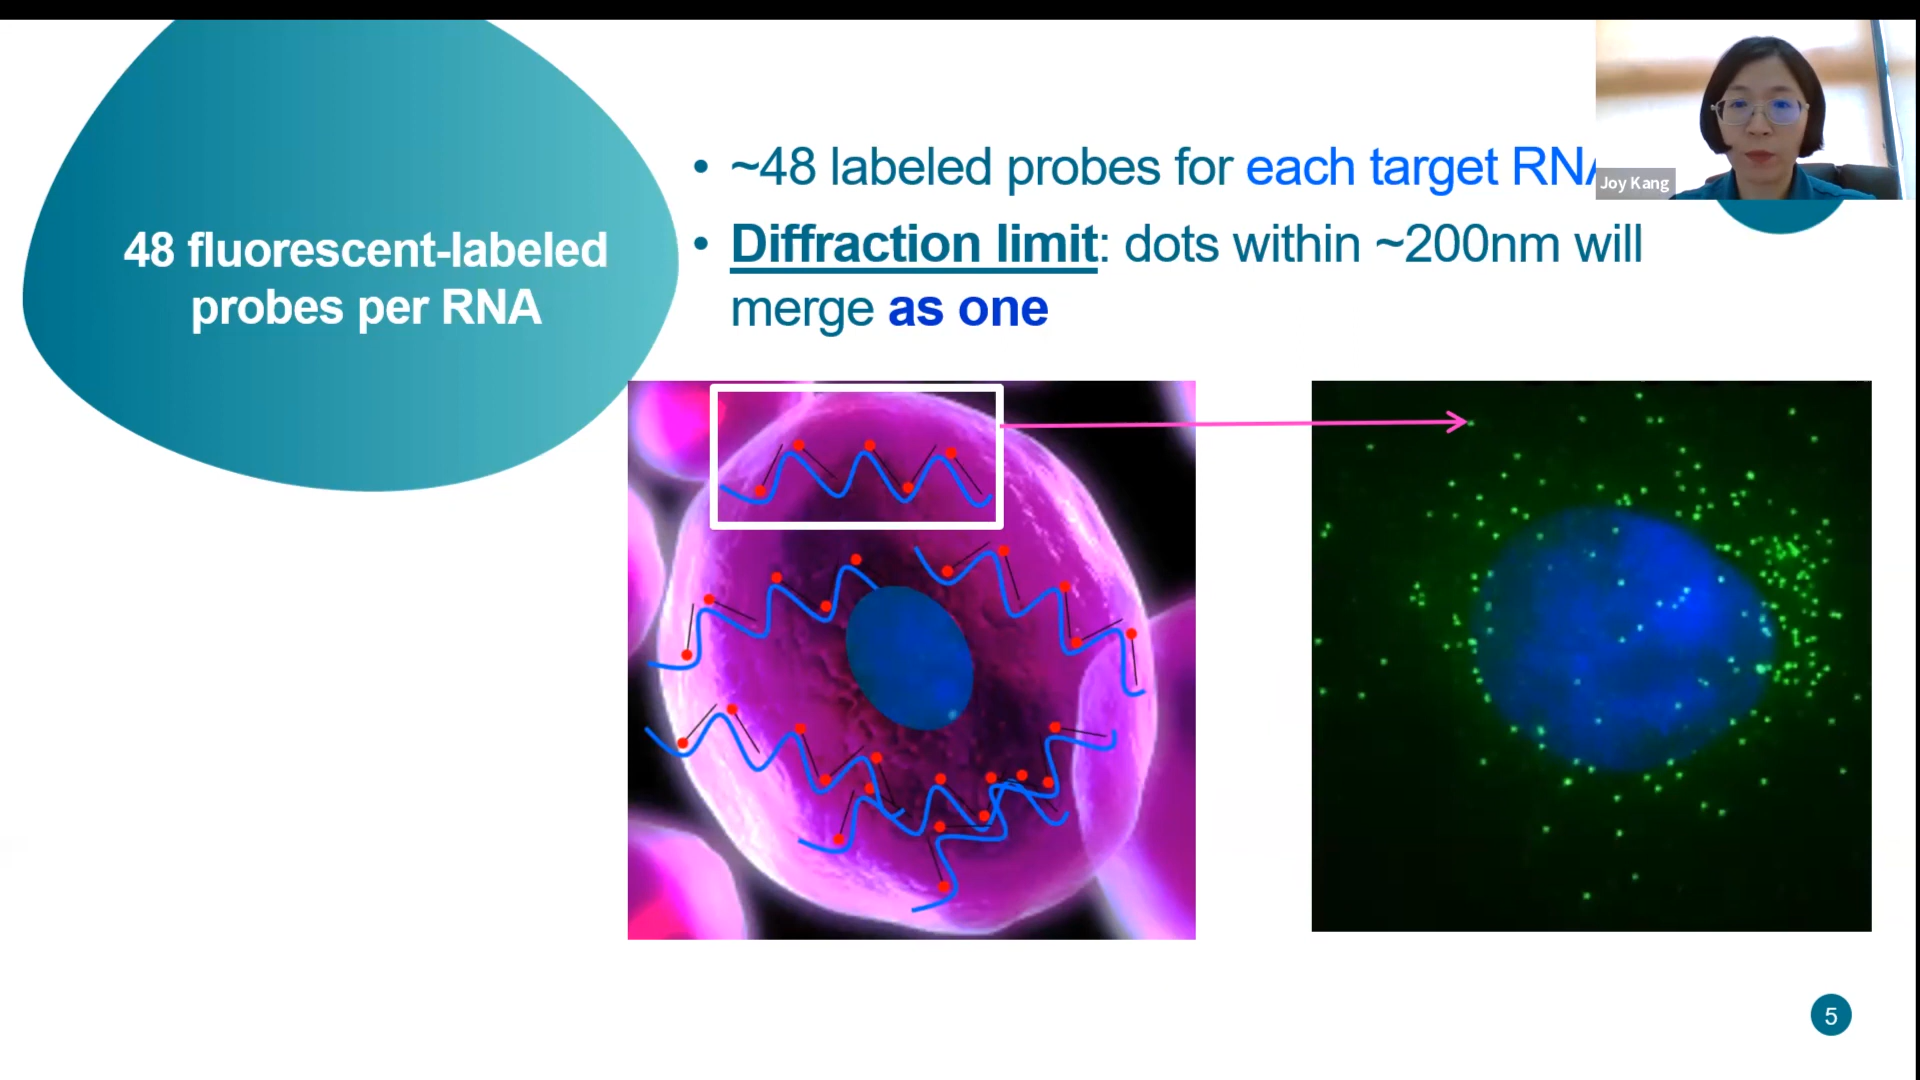 48 fluorescent-labeled
probes per RNA
• ~48 labeled probes for each target RNA
• Diffraction limit: dots within ~200nm will
merge as one
Joy Kang
5